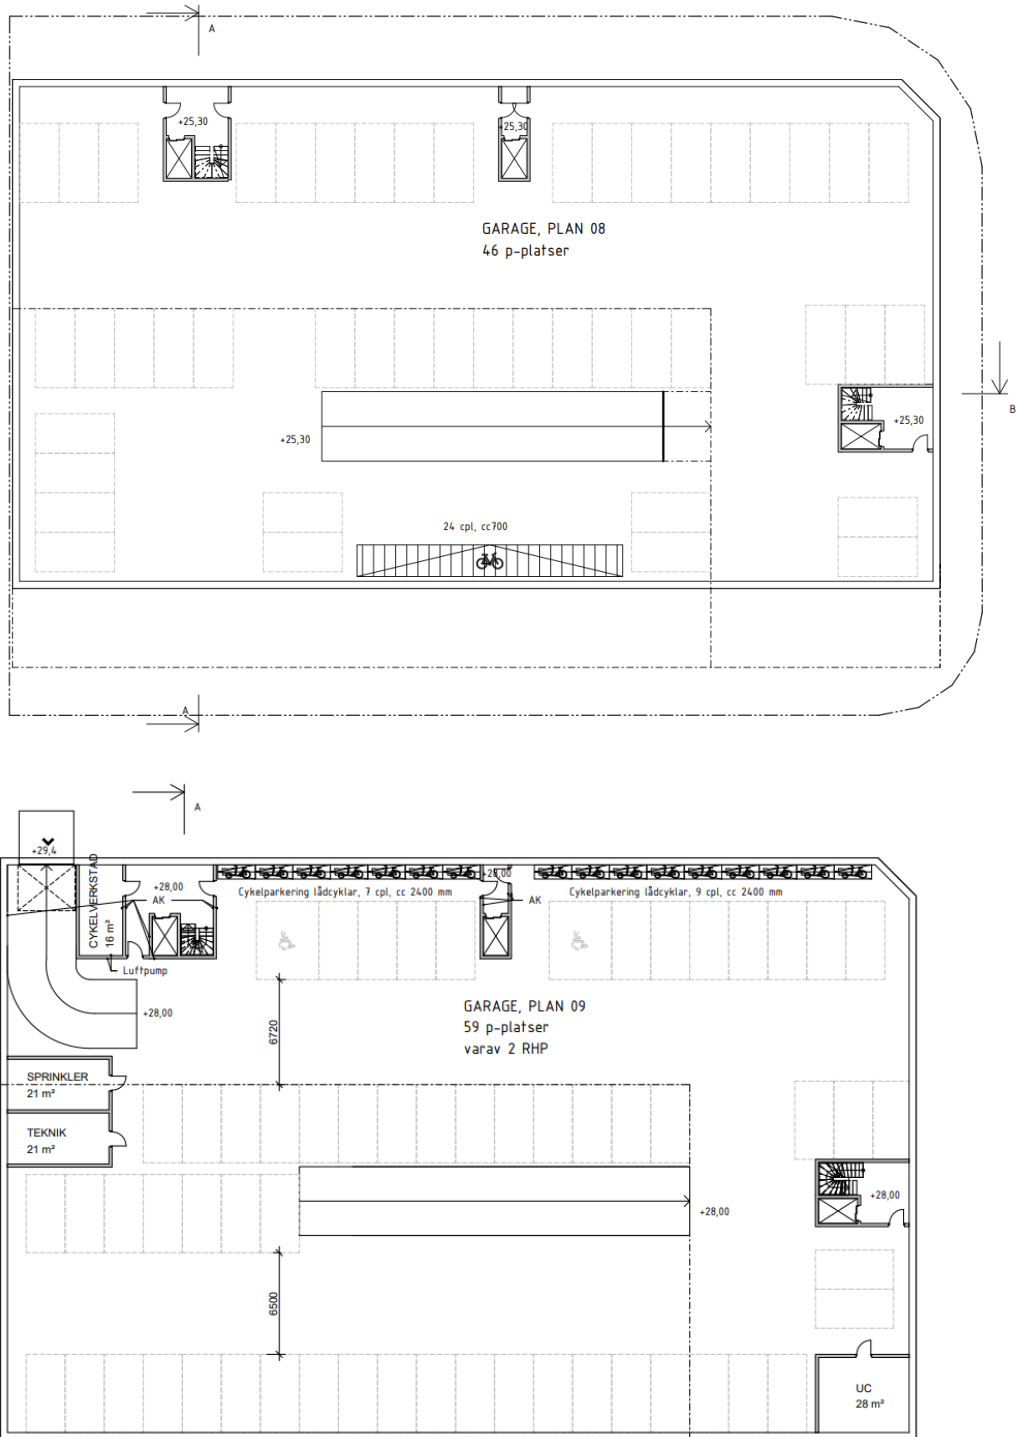 A
+25,30
+25,30
GARAGE, PLAN 08
46 p-platser
B
+25,30
+25,30
24 cpl, cc700
A
A
+29,4
CYKELVERKSTAD
16 m²
+28,00
AK
+28,00
Cykelparkering lådcyklar, 7 cpl, cc 2400 mm
Cykelparkering lådcyklar, 9 cpl, cc 2400 mm
AK
Luftpump
+28,00
GARAGE, PLAN 09
59 p-platser
varav 2 RHP
6720
SPRINKLER
21 m²
TEKNIK
21 m²
+28,00
+28,00
6500
UC
28 m²